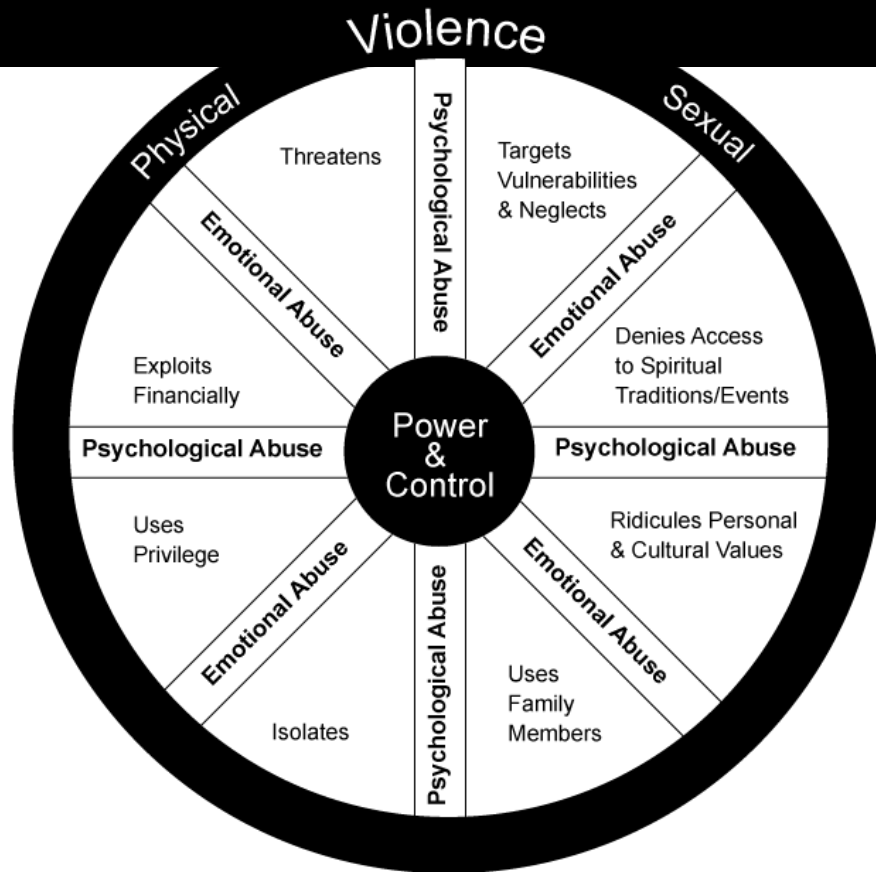 Violence
Physical
Sexual
Psychological Abuse
Threatens
Targets
Vulnerabilities
& Neglects
Emotional Abuse
Emotional Abuse
Exploits
Financially
Denies Access
to Spiritual
Traditions/Events
Psychological Abuse
Power
&
Control
Psychological Abuse
Uses
Privilege
Ridicules Personal
& Cultural Values
Emotional Abuse
Emotional Abuse
Psychological Abuse
Isolates
Uses
Family
Members